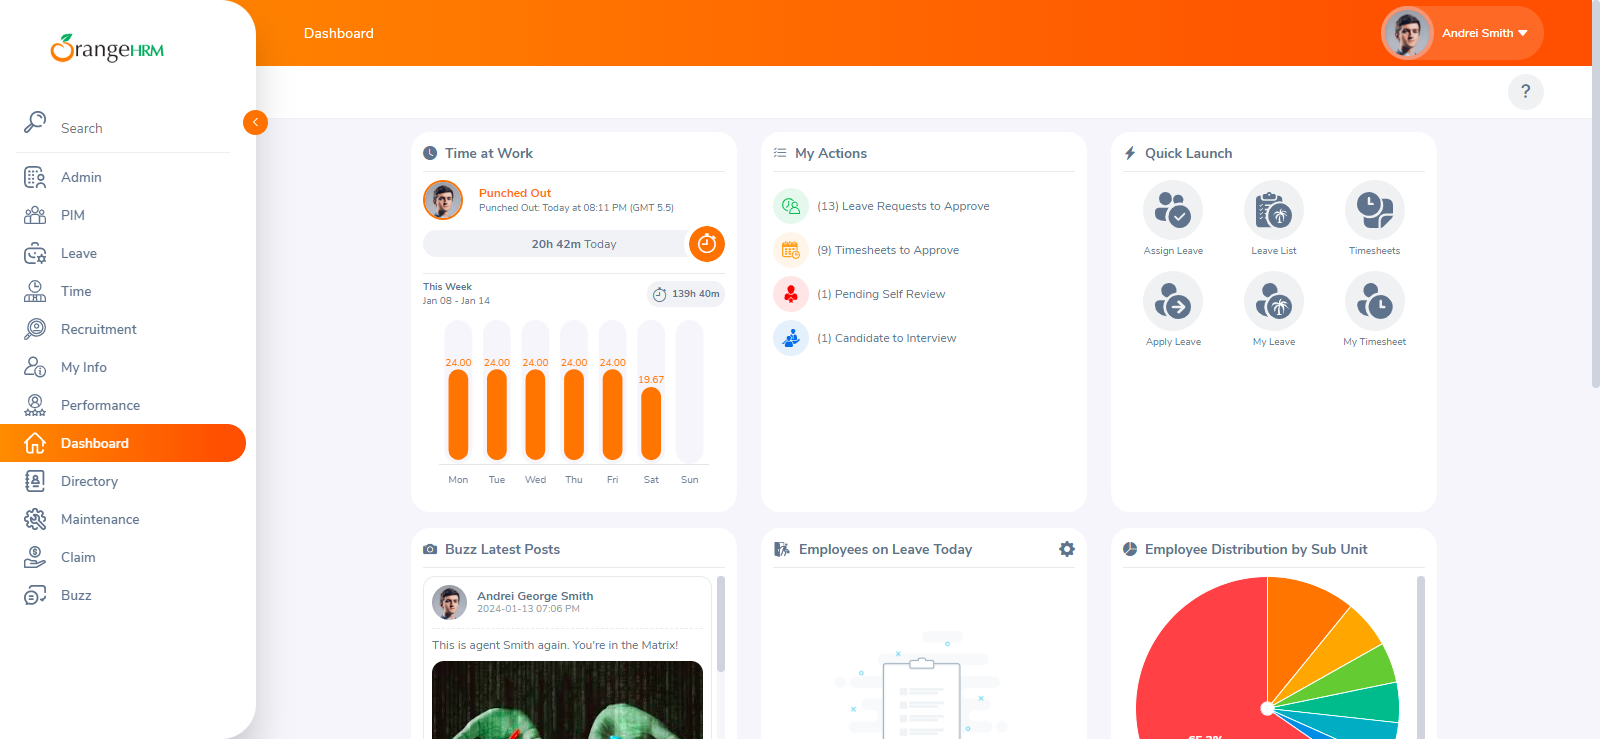 OrangeHRM
Dashboard
Andrei Smith
?
Search
Admin
PIM
Leave
Time
Recruitment
My Info
Performance
Dashboard
Directory
Maintenance
Claim
Buzz
Time at Work
Punched Out
Punched Out: Today at 08:11 PM (GMT 5.5)
20h 42m Today
This Week
Jan 08 - Jan 14
139h 40m
24.00 24.00 24.00 24.00 24.00
19.67
Mon Tue Wed Thu Fri Sat Sun
My Actions
(13) Leave Requests to Approve
(9) Timesheets to Approve
(1) Pending Self Review
(1) Candidate to Interview
Quick Launch
Assign Leave Leave List Timesheets
Apply Leave My Leave My Timesheet
Buzz Latest Posts
Andrei George Smith
2024-01-13 07:06 PM
This is agent Smith again. You're in the Matrix!
Employees on Leave Today
Employee Distribution by Sub Unit